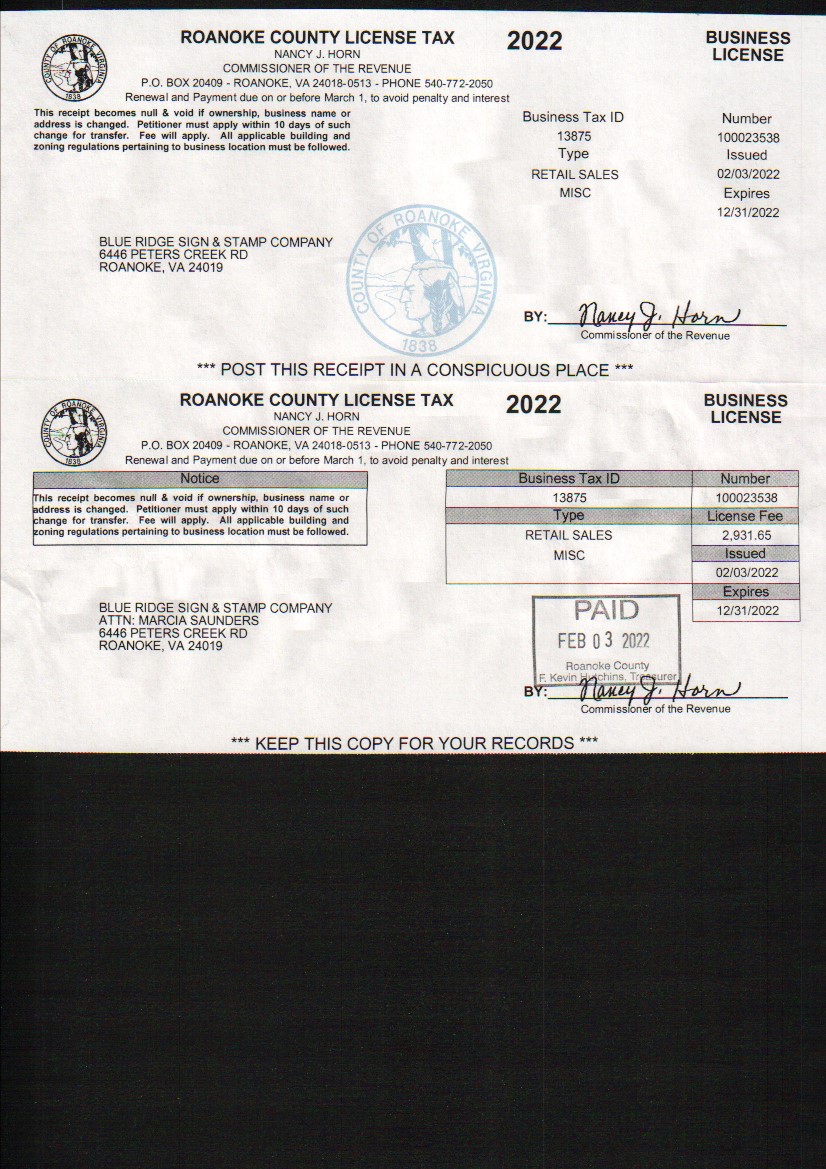 ROANOKE COUNTY LICENSE TAX 2022 BUSINESS LICENSE
NANCY J. HORN
COMMISSIONER OF THE REVENUE
P.O. BOX 20409 - ROANOKE, VA 24018-0513 - PHONE 540-772-2050
Renewal and Payment due on or before March 1, to avoid penalty and interest
COUNTY OF ROANOKE VIRGINIA
1838
This receipt becomes null & void if ownership, business name or
address is changed. Petitioner must apply within 10 days of such
change for transfer. Fee will apply. All applicable building and
zoning regulations pertaining to business location must be followed.
Business Tax ID Number
13875 100023538
Type Issued
RETAIL SALES 02/03/2022
MISC Expires
12/31/2022
BLUE RIDGE SIGN & STAMP COMPANY
6446 PETERS CREEK RD
ROANOKE, VA 24019
COUNTY OF ROANOKE VIRGINIA
1838
BY: Nancy J. Horn
Commissioner of the Revenue
*** POST THIS RECEIPT IN A CONSPICUOUS PLACE ***
ROANOKE COUNTY LICENSE TAX 2022 BUSINESS LICENSE
NANCY J. HORN
COMMISSIONER OF THE REVENUE
P.O. BOX 20409 - ROANOKE, VA 24018-0513 - PHONE 540-772-2050
Renewal and Payment due on or before March 1, to avoid penalty and interest
COUNTY OF ROANOKE VIRGINIA
1838
Notice
This receipt becomes null & void if ownership, business name or
address is changed. Petitioner must apply within 10 days of such
change for transfer. Fee will apply. All applicable building and
zoning regulations pertaining to business location must be followed.
Business Tax ID Number
13875 100023538
Type License Fee
RETAIL SALES 2,931.65
MISC Issued
02/03/2022
Expires
12/31/2022
BLUE RIDGE SIGN & STAMP COMPANY
ATTN: MARCIA SAUNDERS
6446 PETERS CREEK RD
ROANOKE, VA 24019
PAID
FEB 03 2022
Roanoke County
F. Kevin Hutchins, Treasurer
BY: Nancy J. Horn
Commissioner of the Revenue
*** KEEP THIS COPY FOR YOUR RECORDS ***